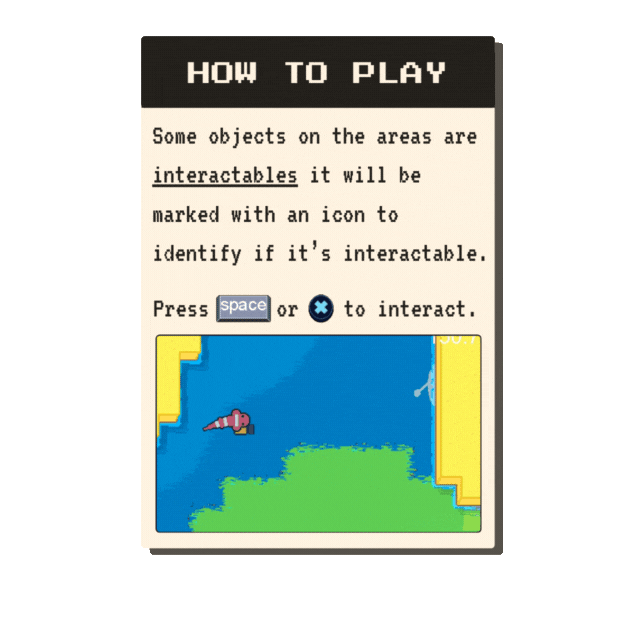 HOW TO PLAY
Some objects on the areas are
interactables it will be
marked with an icon to
identify if it's interactable.
Press space or to interact.